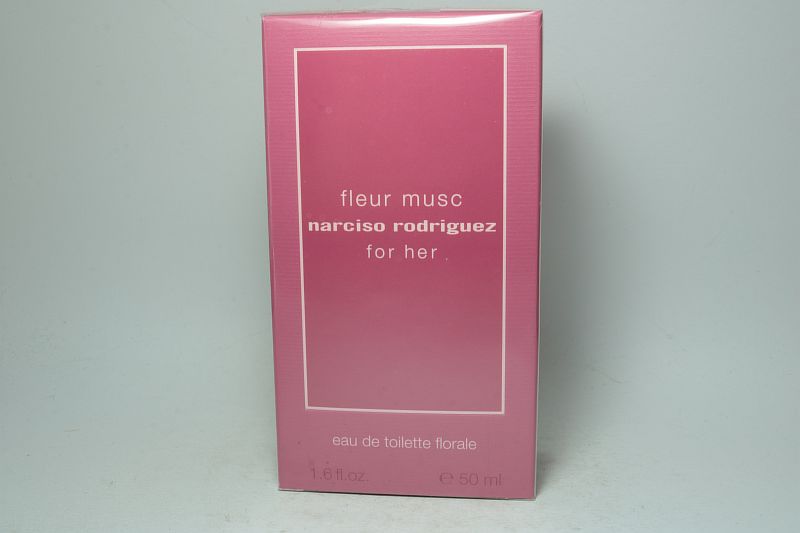 fleur musc
narciso rodriguez
for her
eau de toilette florale
1.6 fl.oz. ℮ 50 ml